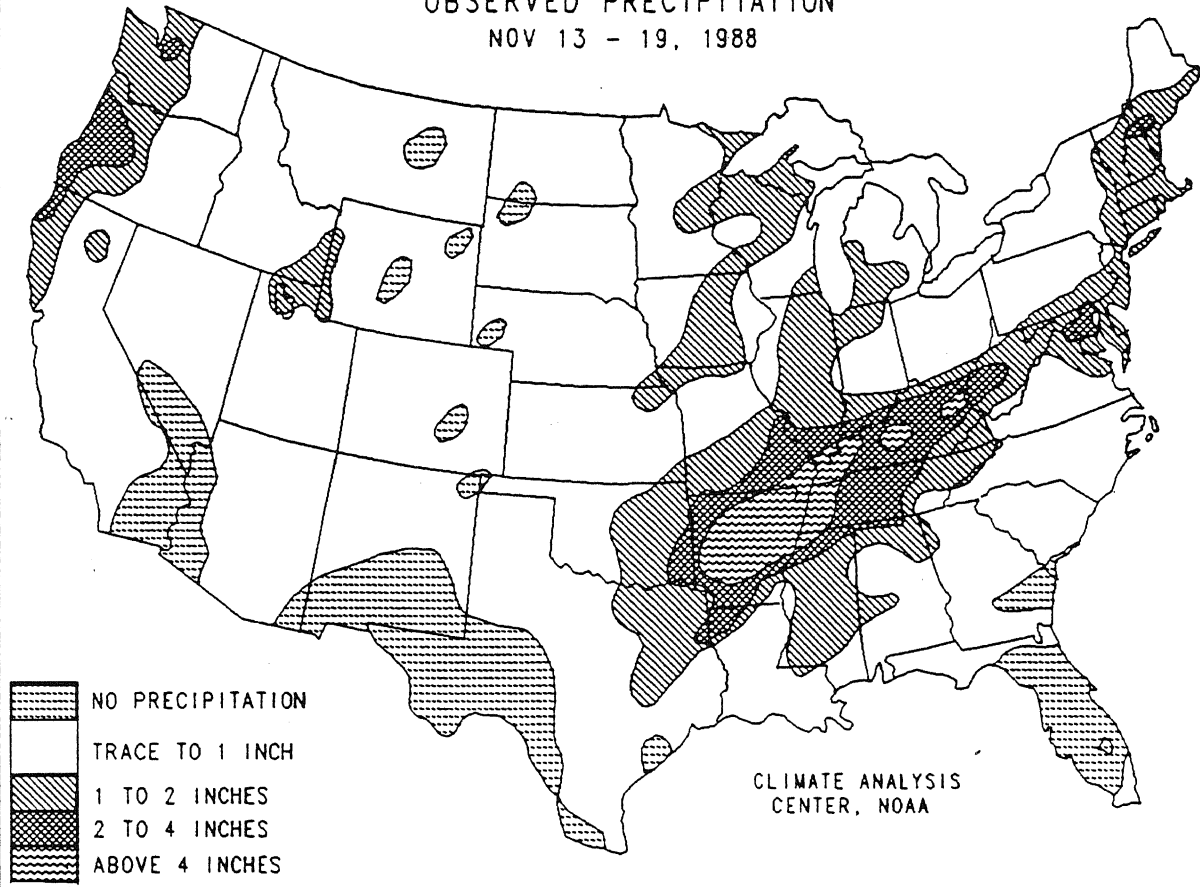 OBSERVED PRECIPITATION
NOV 13 - 19, 1988
NO PRECIPITATION
TRACE TO 1 INCH
1 TO 2 INCHES
2 TO 4 INCHES
ABOVE 4 INCHES
CLIMATE ANALYSIS
CENTER, NOAA